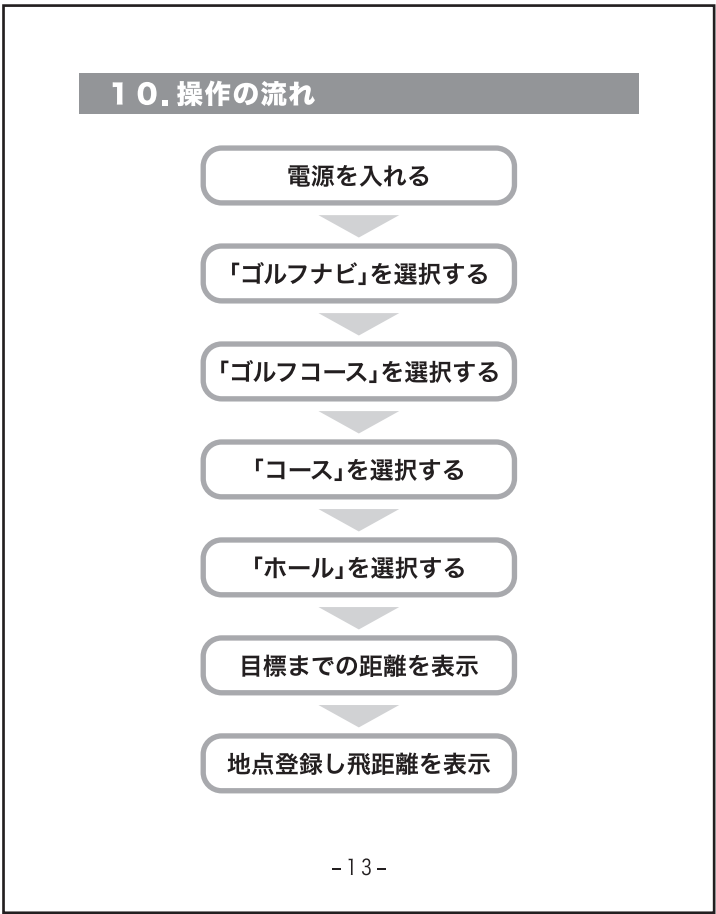 １０．操作の流れ
電源を入れる
「ゴルフナビ」を選択する
「ゴルフコース」を選択する
「コース」を選択する
「ホール」を選択する
目標までの距離を表示
地点登録し飛距離を表示
−13−